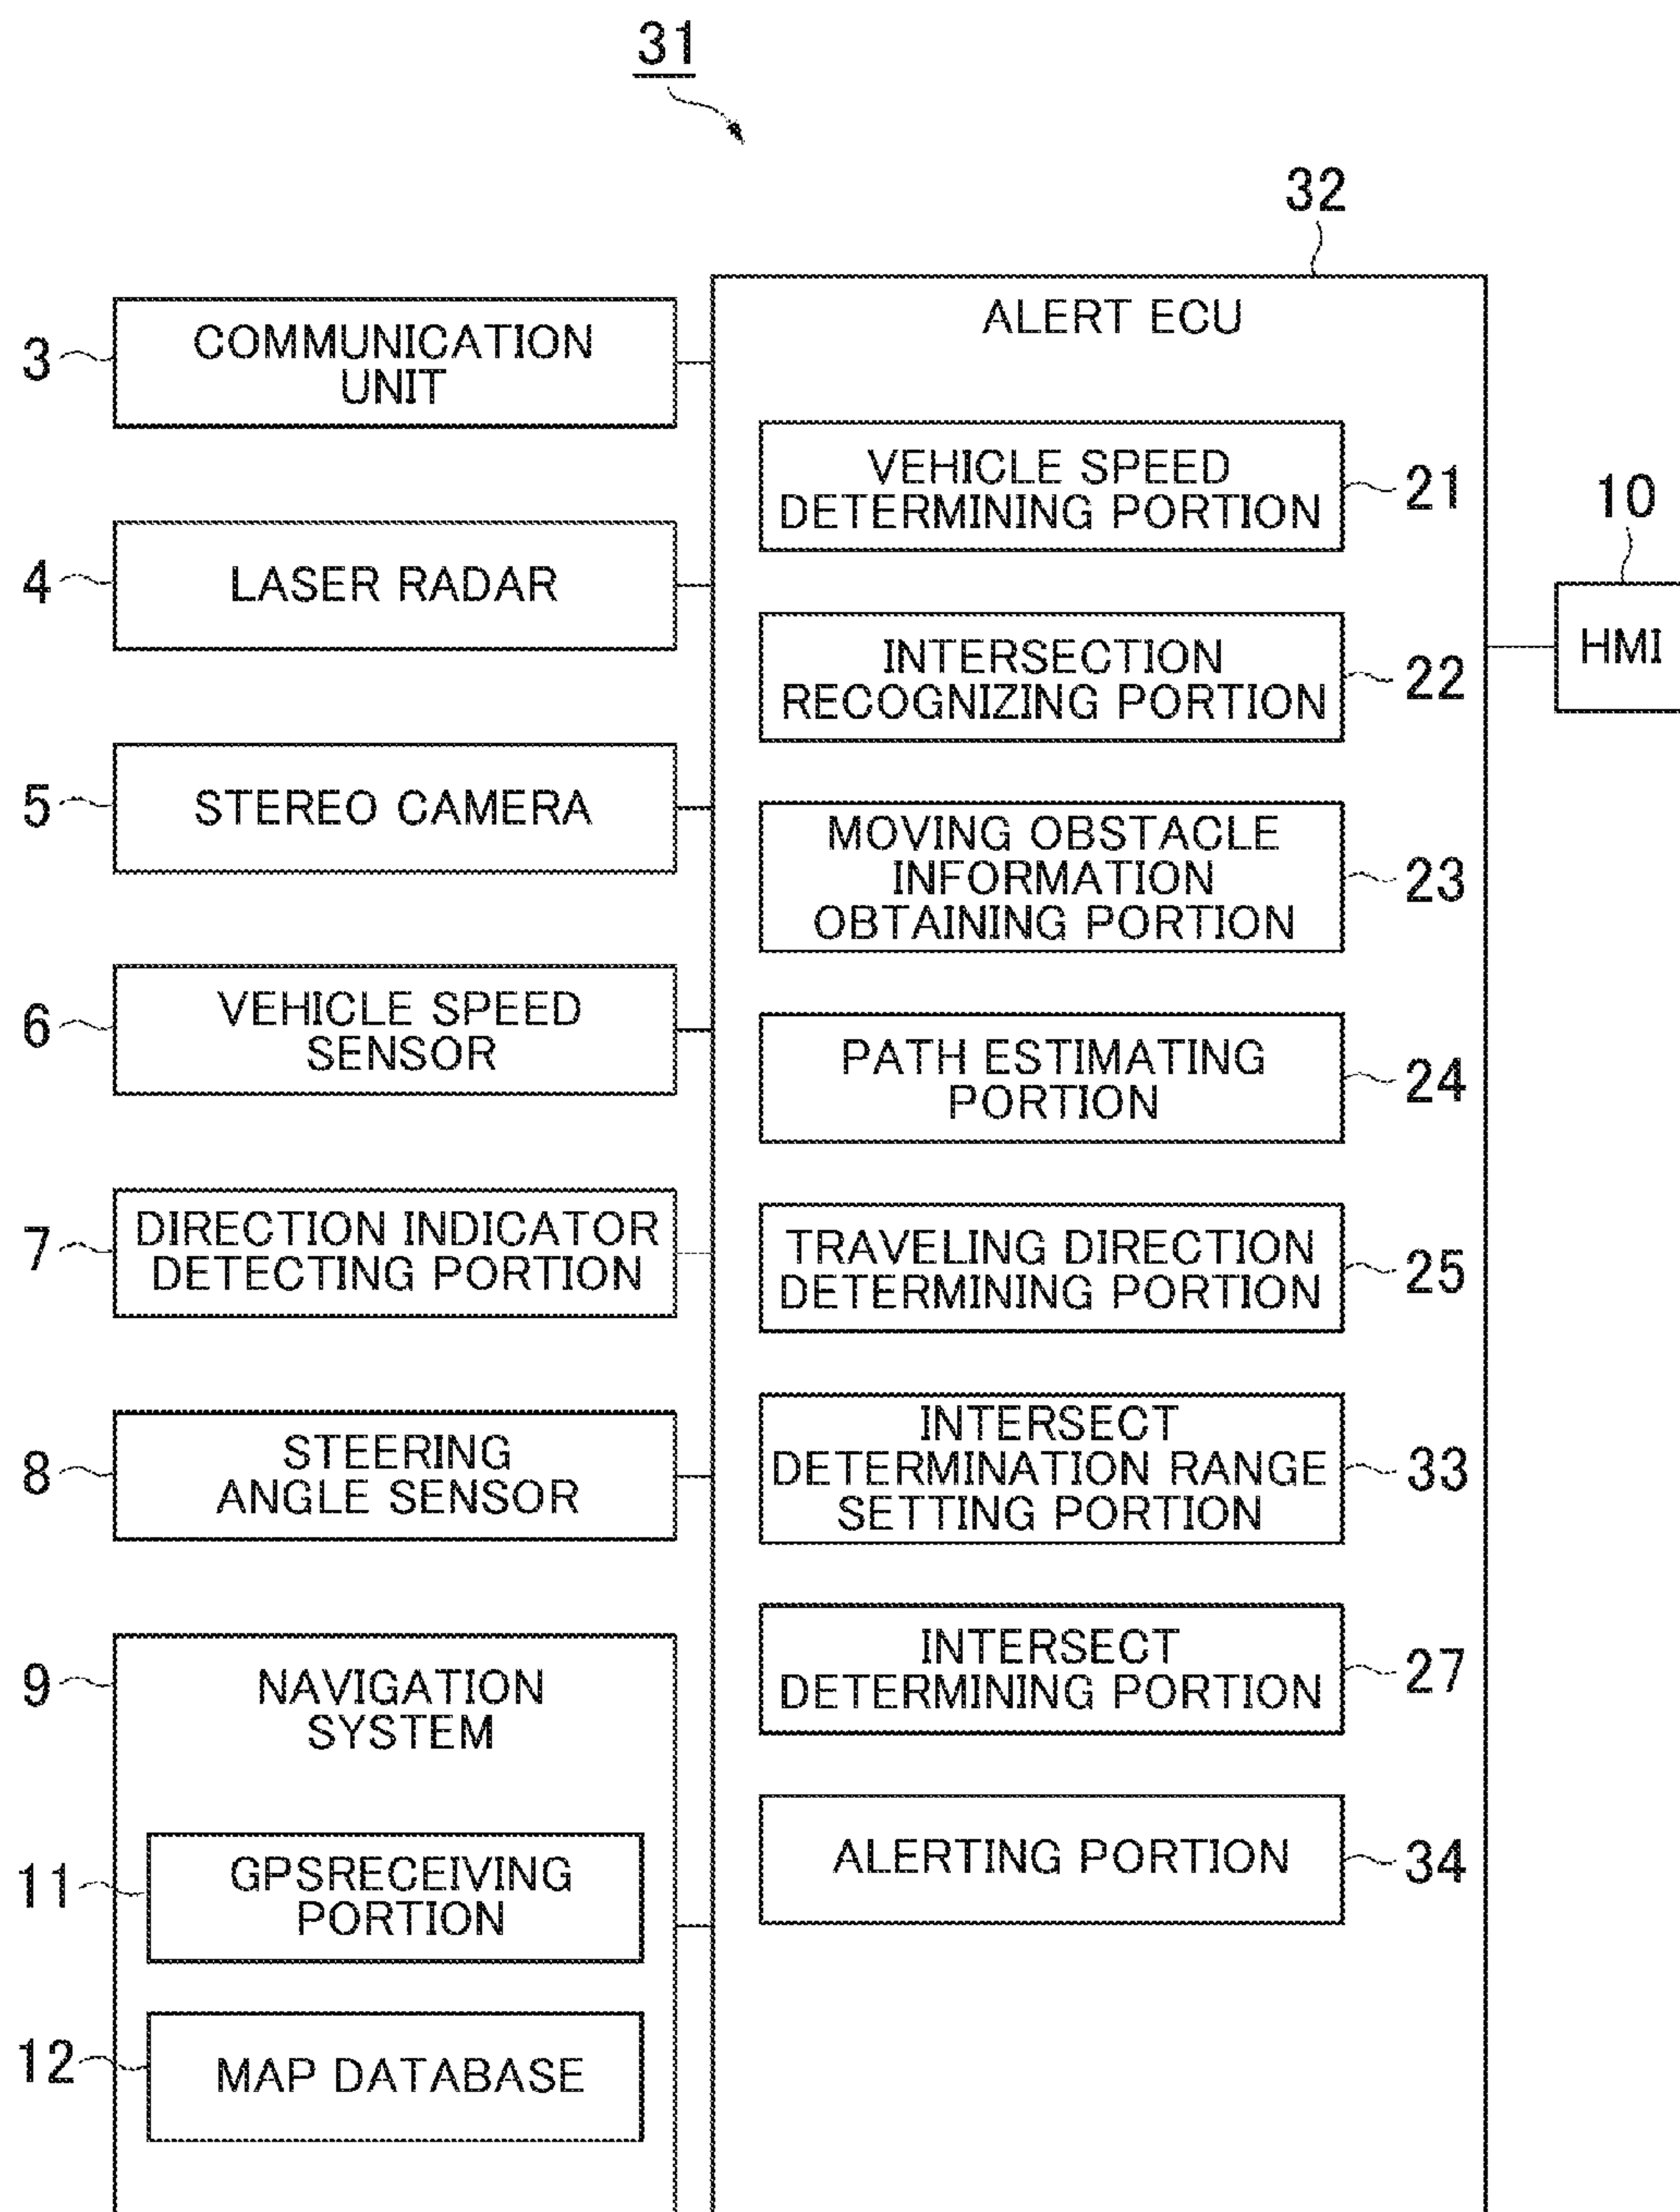 31
32
3
COMMUNICATION
UNIT
4
LASER RADAR
5
STEREO CAMERA
6
VEHICLE SPEED
SENSOR
7
DIRECTION INDICATOR
DETECTING PORTION
8
STEERING
ANGLE SENSOR
9
NAVIGATION
SYSTEM
11
GPSRECEIVING
PORTION
12
MAP DATABASE
ALERT ECU
VEHICLE SPEED
DETERMINING PORTION
21
INTERSECTION
RECOGNIZING PORTION
22
MOVING OBSTACLE
INFORMATION
OBTAINING PORTION
23
PATH ESTIMATING
PORTION
24
TRAVELING DIRECTION
DETERMINING PORTION
25
INTERSECT
DETERMINATION RANGE
SETTING PORTION
33
INTERSECT
DETERMINING PORTION
27
ALERTING PORTION
34
10
HMI